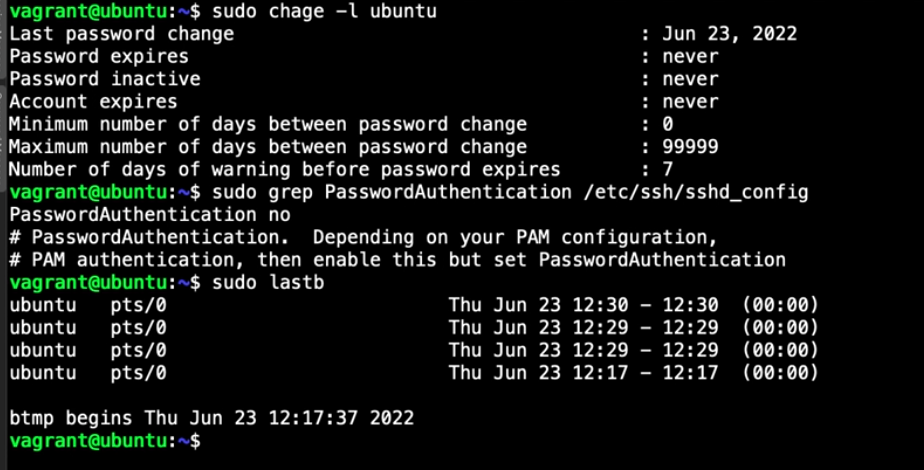 vagrant@ubuntu:~$ sudo chage -l ubuntu
Last password change : Jun 23, 2022
Password expires : never
Password inactive : never
Account expires : never
Minimum number of days between password change : 0
Maximum number of days between password change : 99999
Number of days of warning before password expires : 7
vagrant@ubuntu:~$ sudo grep PasswordAuthentication /etc/ssh/sshd_config
PasswordAuthentication no
# PasswordAuthentication.  Depending on your PAM configuration,
# PAM authentication, then enable this but set PasswordAuthentication
vagrant@ubuntu:~$ sudo lastb
ubuntu   pts/0                         Thu Jun 23 12:30 - 12:30  (00:00)
ubuntu   pts/0                         Thu Jun 23 12:29 - 12:29  (00:00)
ubuntu   pts/0                         Thu Jun 23 12:29 - 12:29  (00:00)
ubuntu   pts/0                         Thu Jun 23 12:17 - 12:17  (00:00)
btmp begins Thu Jun 23 12:17:37 2022
vagrant@ubuntu:~$